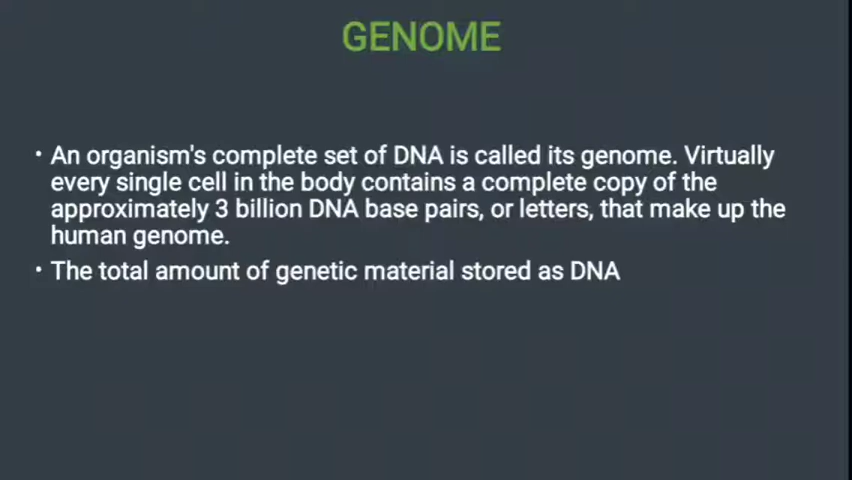 GENOME
• An organism's complete set of DNA is called its genome. Virtually
every single cell in the body contains a complete copy of the
approximately 3 billion DNA base pairs, or letters, that make up the
human genome.
• The total amount of genetic material stored as DNA